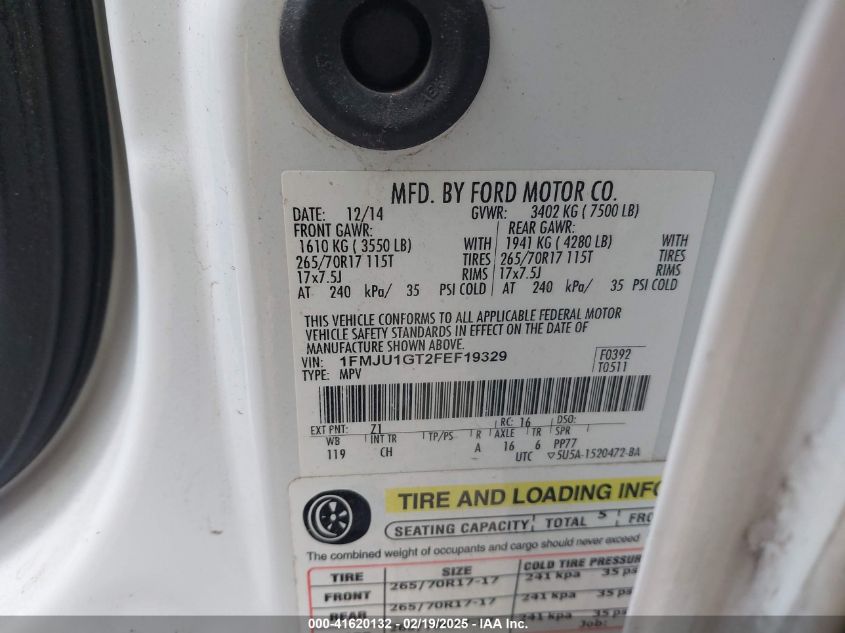 MFD. BY FORD MOTOR CO.
DATE: 12/14 GVWR: 3402 KG ( 7500 LB)
FRONT GAWR: REAR GAWR:
1610 KG ( 3550 LB) WITH 1941 KG ( 4280 LB) WITH
265/70R17 115T TIRES 265/70R17 115T TIRES
17x7.5J RIMS 17x7.5J RIMS
AT 240 kPa/ 35 PSI COLD AT 240 kPa/ 35 PSI COLD
THIS VEHICLE CONFORMS TO ALL APPLICABLE FEDERAL MOTOR
VEHICLE SAFETY STANDARDS IN EFFECT ON THE DATE OF
MANUFACTURE SHOWN ABOVE.
VIN: 1FMJU1GT2FEF19329 F0392
TYPE: MPV T0511
EXT PNT: Z1 RC: 16 DSO:
WB INT TR TP/PS R AXLE TR SPR
119 CH A 16 6 PP77
UTC ▽5U5A-1520472-BA
TIRE AND LOADING INFO
SEATING CAPACITY TOTAL 5 FRO
The combined weight of occupants and cargo should never exceed
TIRE SIZE COLD TIRE PRESSUR
FRONT 265/70R17-17 241 kpa 35 ps
REAR 265/70R17-17 241 kpa 35 ps
Job:
000-41620132 - 02/19/2025 - IAA Inc.